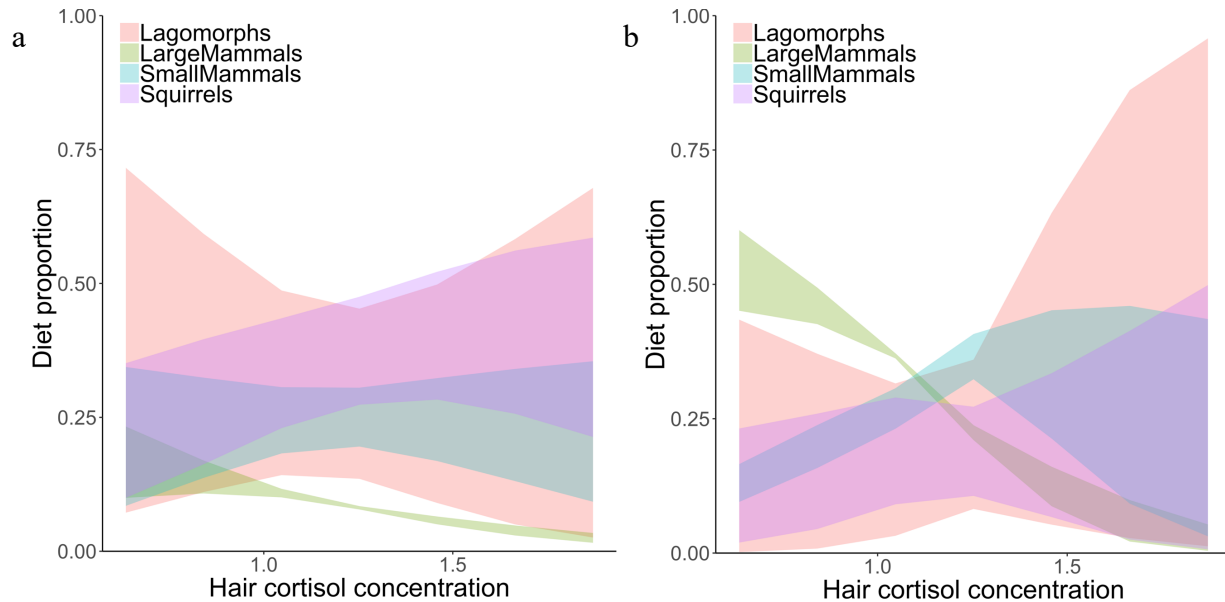 a
1.00
0.75
0.50
0.25
0.00
Diet proportion
Lagomorphs
LargeMammals
SmallMammals
Squirrels
1.0
1.5
Hair cortisol concentration
b
1.00
0.75
0.50
0.25
0.00
Diet proportion
Lagomorphs
LargeMammals
SmallMammals
Squirrels
1.0
1.5
Hair cortisol concentration